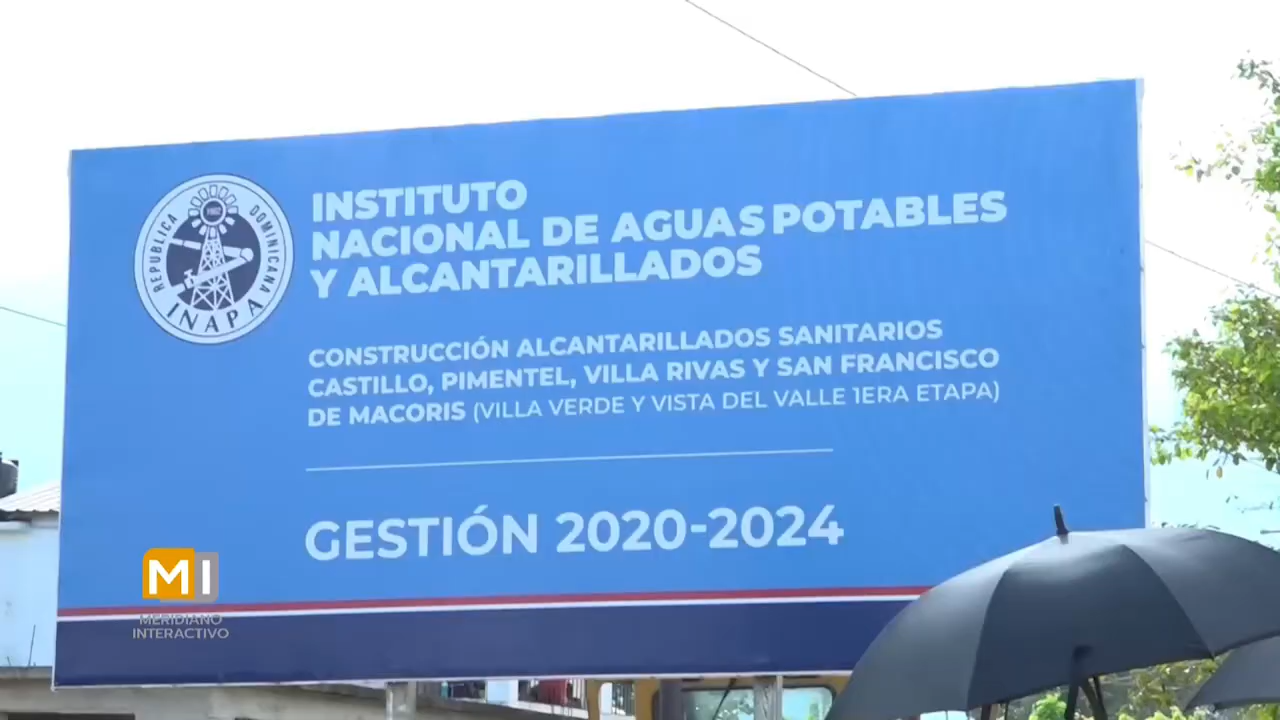 INSTITUTO
NACIONAL DE AGUAS POTABLES
Y ALCANTARILLADOS
REPUBLICA DOMINICANA
1962
INAPA
CONSTRUCCIÓN ALCANTARILLADOS SANITARIOS
CASTILLO, PIMENTEL, VILLA RIVAS Y SAN FRANCISCO
DE MACORIS (VILLA VERDE Y VISTA DEL VALLE 1ERA ETAPA)
GESTIÓN 2020-2024
MI
MERIDIANO
INTERACTIVO